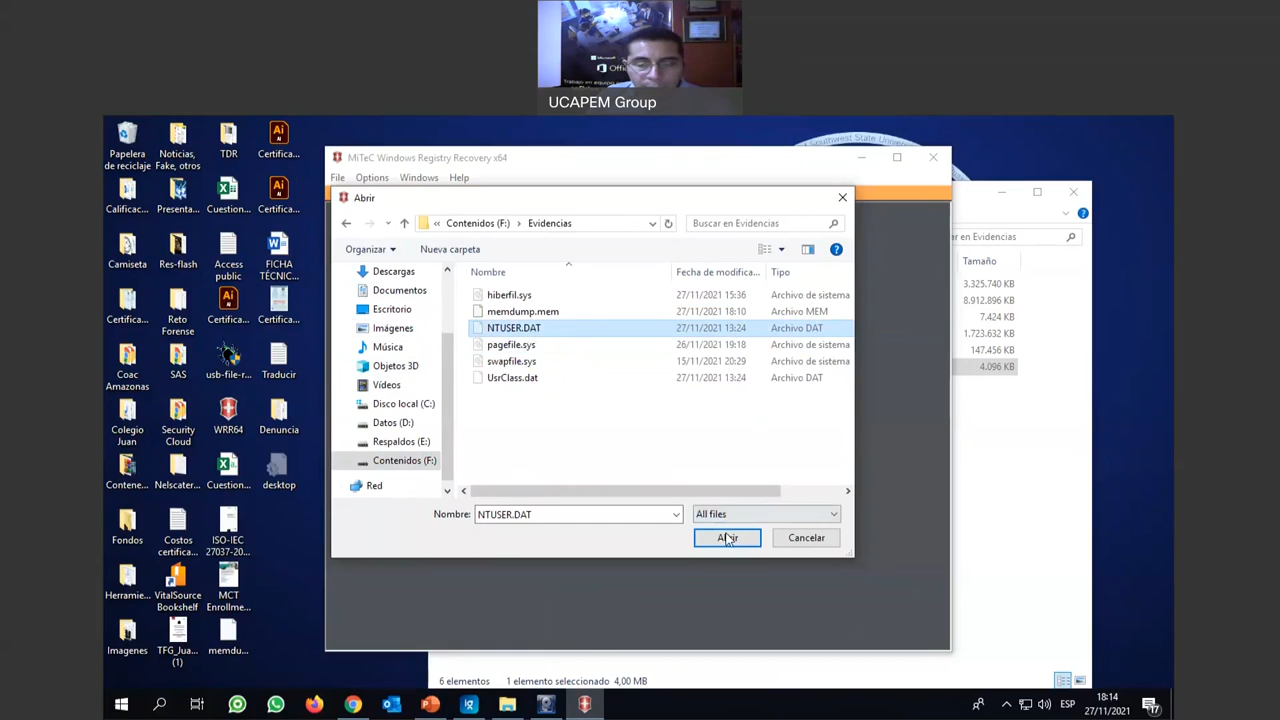 Microsoft
Offi
UCAPEM Group
Papelera de reciclaje
Noticias, Fake, otros
TDR
Certifica...
Calificac...
Presenta...
Cuestion...
Certifica...
Camiseta
Res-flash
Access public
FICHA TÉCNIC...
Certific...
Reto Forense
Certifica...
Certifica...
Coac Amazonas
SAS
usb-file-r...
Traducir
Colegio Juan
Security Cloud
WRR64
Denuncia
Contene...
Nelscater...
Cuestion...
desktop
Fondos
Costos certifica...
ISO-IEC 27037-20...
Herramie...
VitalSource Bookshelf
MCT Enrollme...
Imagenes
TFG_Jua... (1)
memdu...
Southwest State Univer
MiTeC Windows Registry Recovery x64
File Options Windows Help
Abrir
« Contenidos (F:) > Evidencias
Buscar en Evidencias
Organizar Nueva carpeta
Descargas
Documentos
Escritorio
Imágenes
Música
Objetos 3D
Vídeos
Disco local (C:)
Datos (D:)
Respaldos (E:)
Contenidos (F:)
Red
Nombre Fecha de modifica... Tipo
hiberfil.sys 27/11/2021 15:36 Archivo de sistema
memdump.mem 27/11/2021 18:10 Archivo MEM
NTUSER.DAT 27/11/2021 13:24 Archivo DAT
pagefile.sys 26/11/2021 19:18 Archivo de sistema
swapfile.sys 15/11/2021 20:29 Archivo de sistema
UsrClass.dat 27/11/2021 13:24 Archivo DAT
Nombre: NTUSER.DAT All files
Abrir Cancelar
ar en Evidencias
Tamaño
3.325.740 KB
8.912.896 KB
7.424 KB
1.723.632 KB
147.456 KB
4.096 KB
6 elementos 1 elemento seleccionado 4,00 MB
ESP
18:14
27/11/2021
17